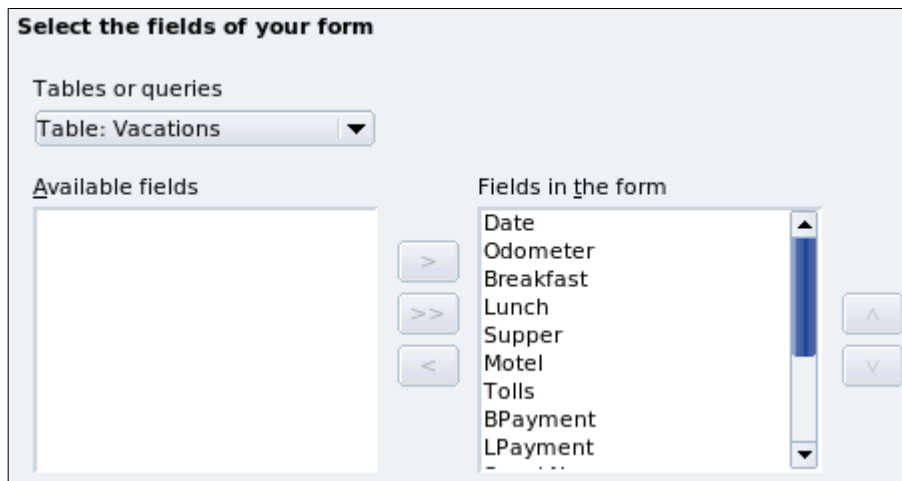 Select the fields of your form
Tables or queries
Table: Vacations
Available fields
Fields in the form
Date
Odometer
Breakfast
Lunch
Supper
Motel
Tolls
BPayment
LPayment
>
>>
<
^
v